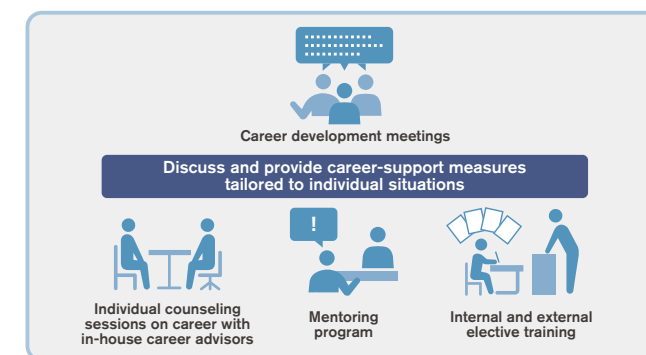 Career development meetings
Discuss and provide career-support measures
tailored to individual situations
!
Individual counseling
sessions on career with
in-house career advisors
Mentoring
program
Internal and external
elective training